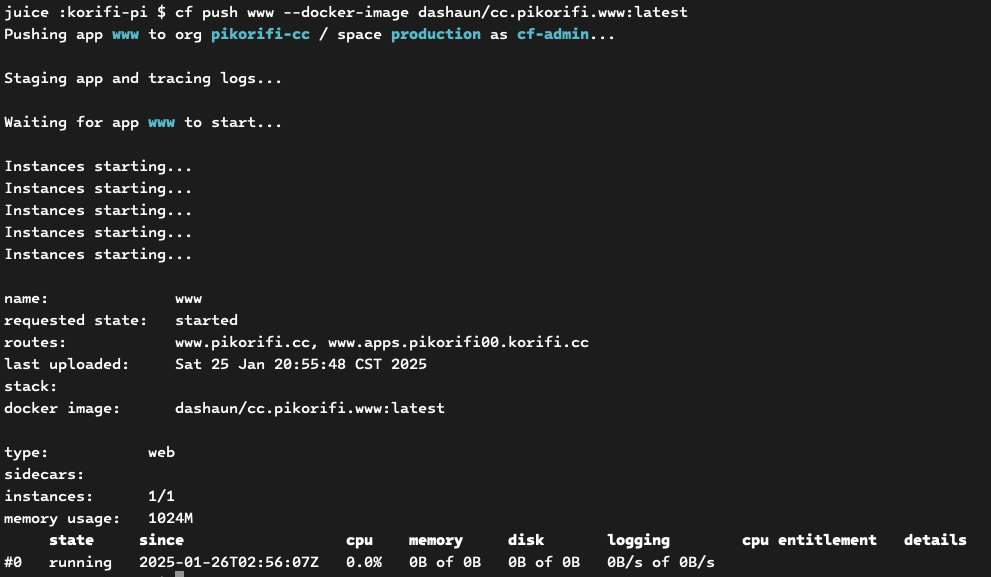 juice :korifi-pi $ cf push www --docker-image dashaun/cc.pikorifi.www:latest
Pushing app www to org pikorifi-cc / space production as cf-admin...
Staging app and tracing logs...
Waiting for app www to start...
Instances starting...
Instances starting...
Instances starting...
Instances starting...
Instances starting...
name: www
requested state: started
routes: www.pikorifi.cc, www.apps.pikorifi00.korifi.cc
last uploaded: Sat 25 Jan 20:55:48 CST 2025
stack:
docker image: dashaun/cc.pikorifi.www:latest
type: web
sidecars:
instances: 1/1
memory usage: 1024M
state since cpu memory disk logging cpu entitlement details
#0 running 2025-01-26T02:56:07Z 0.0% 0B of 0B 0B of 0B 0B/s of 0B/s